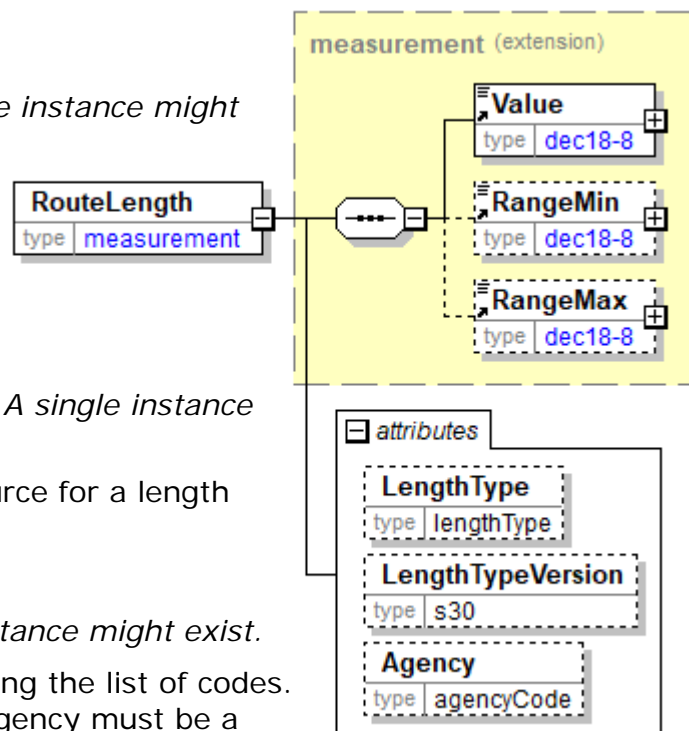 measurement (extension)
Value
type dec18-8
e instance might
RangeMin
type dec18-8
RouteLength
type measurement
RangeMax
type dec18-8
A single instance
attributes
LengthType
type lengthType
urce for a length
LengthTypeVersion
type s30
stance might exist.
Agency
type agencyCode
ng the list of codes.
gency must be a